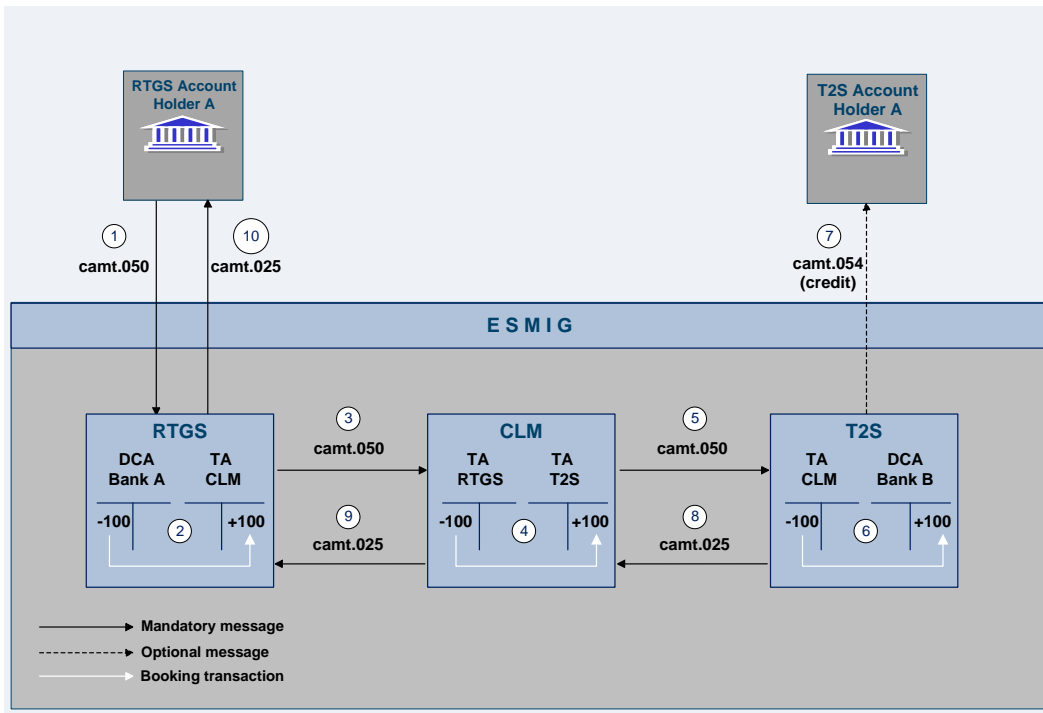 RTGS Account
Holder A
T2S Account
Holder A
1
camt.050
10
camt.025
7
camt.054
(credit)
E S M I G
RTGS
DCA
Bank A
TA
CLM
-100
2
+100
3
camt.050
9
camt.025
CLM
TA
RTGS
TA
T2S
-100
4
+100
5
camt.050
8
camt.025
T2S
TA
CLM
DCA
Bank B
-100
6
+100
Mandatory message
Optional message
Booking transaction